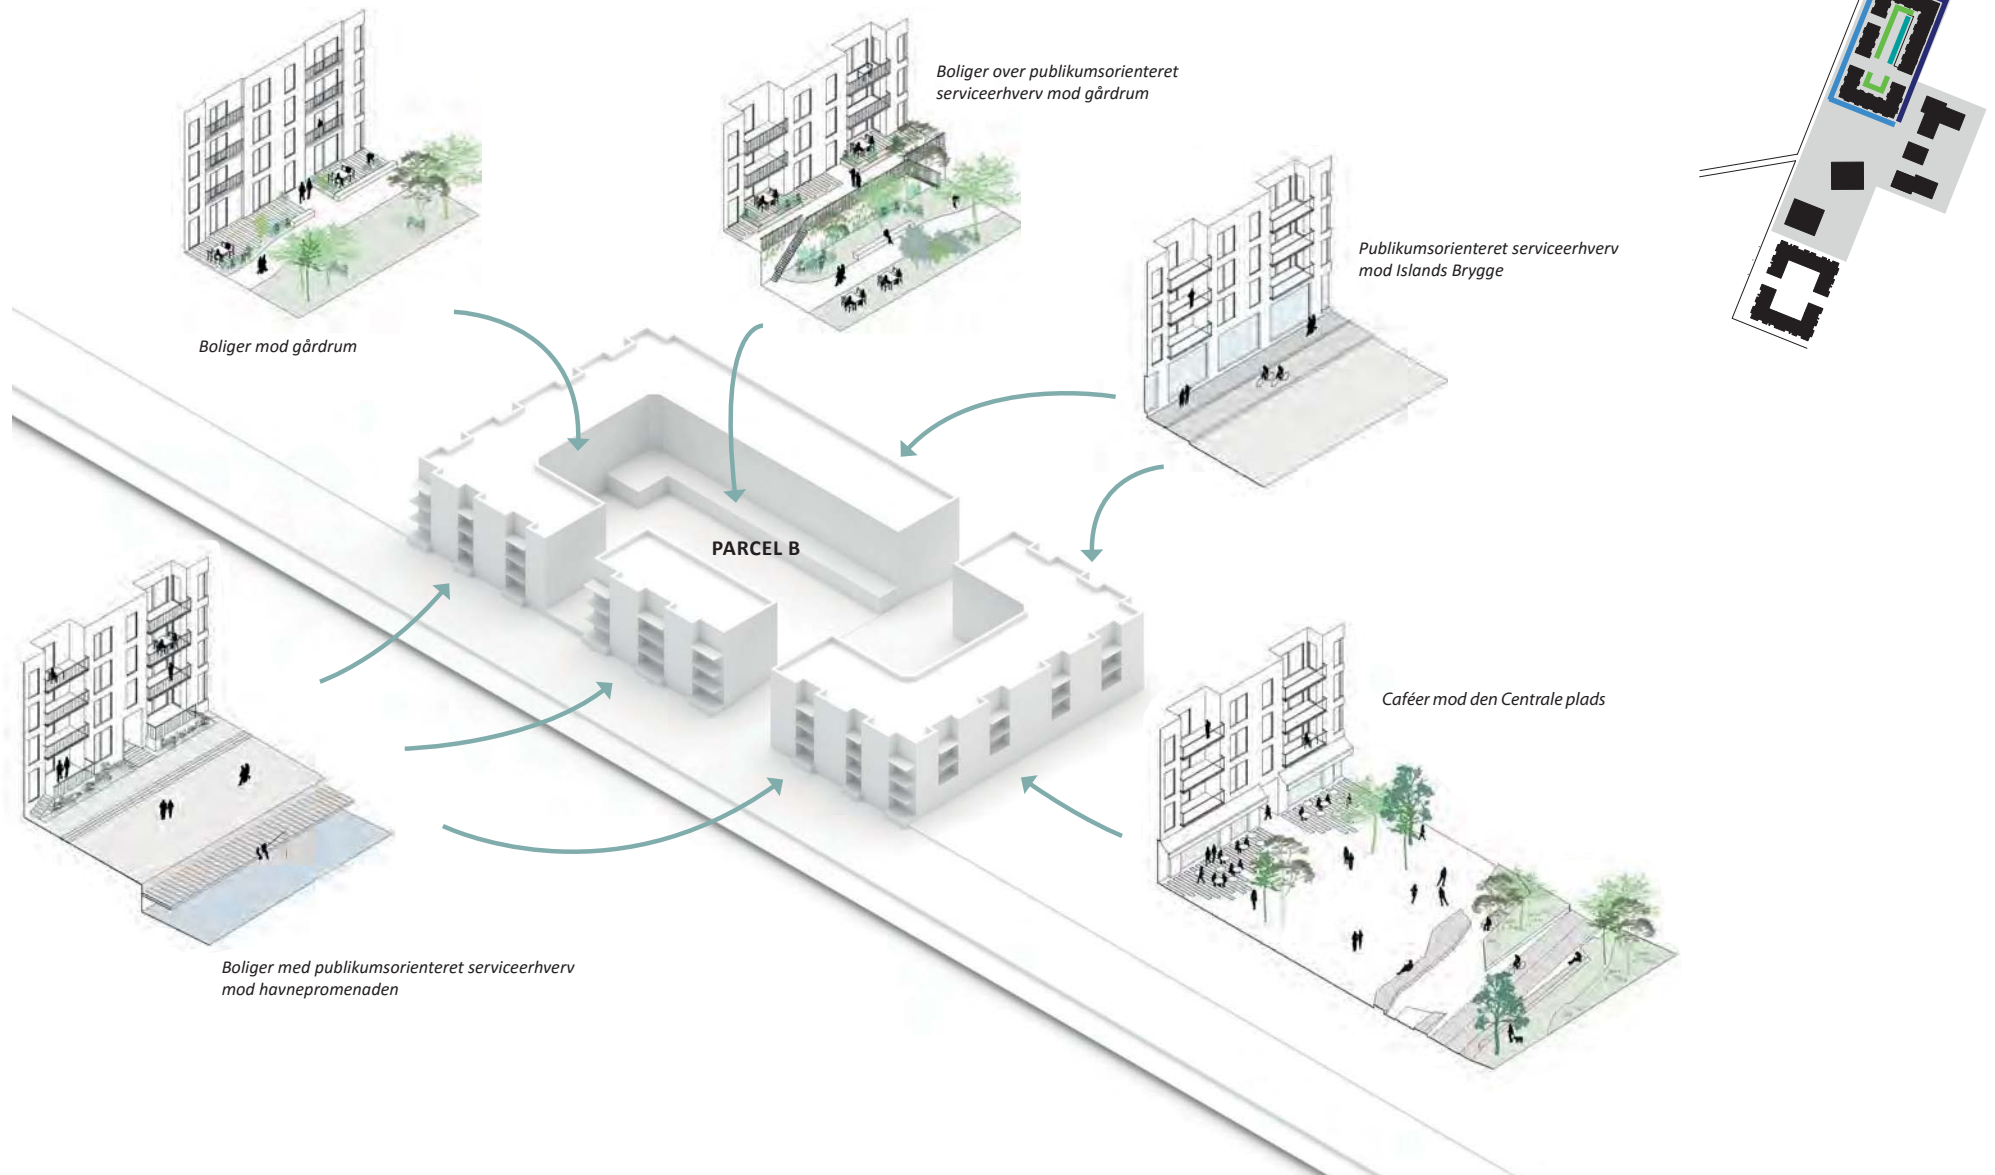 Boliger over publikumsorienteret
serviceerhverv mod gårdrum
Publikumsorienteret serviceerhverv
mod Islands Brygge
Boliger mod gårdrum
PARCEL B
Caféer mod den Centrale plads
Boliger med publikumsorienteret serviceerhverv
mod havnepromenaden